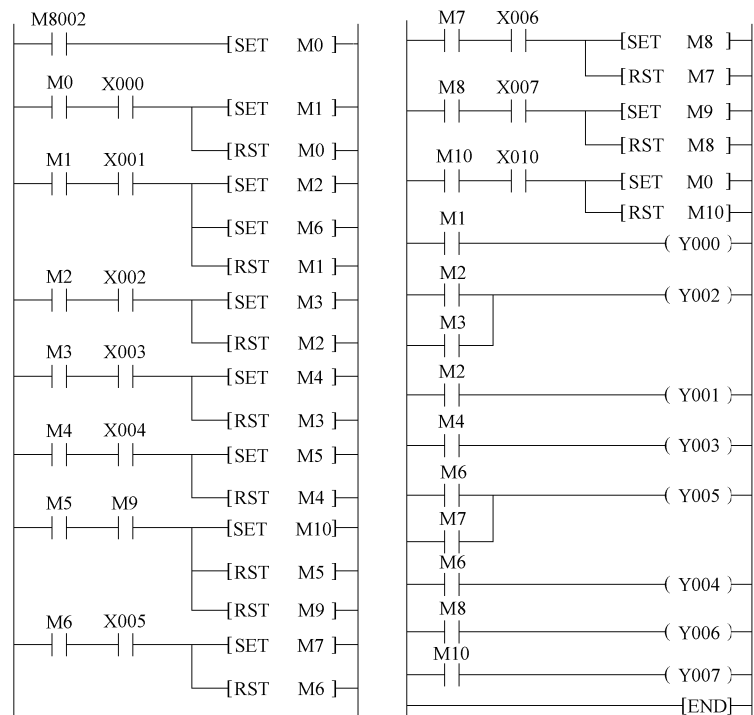 M8002
[SET M0 ]
M0 X000
[SET M1 ]
[RST M0 ]
M1 X001
[SET M2 ]
[SET M6 ]
[RST M1 ]
M2 X002
[SET M3 ]
[RST M2 ]
M3 X003
[SET M4 ]
[RST M3 ]
M4 X004
[SET M5 ]
[RST M4 ]
M5 M9
[SET M10]
[RST M5 ]
[RST M9 ]
M6 X005
[SET M7 ]
[RST M6 ]
M7 X006
[SET M8 ]
[RST M7 ]
M8 X007
[SET M9 ]
[RST M8 ]
M10 X010
[SET M0 ]
[RST M10]
M1
( Y000 )
M2
( Y002 )
M3
M2
( Y001 )
M4
( Y003 )
M6
( Y005 )
M7
M6
( Y004 )
M8
( Y006 )
M10
( Y007 )
[END]